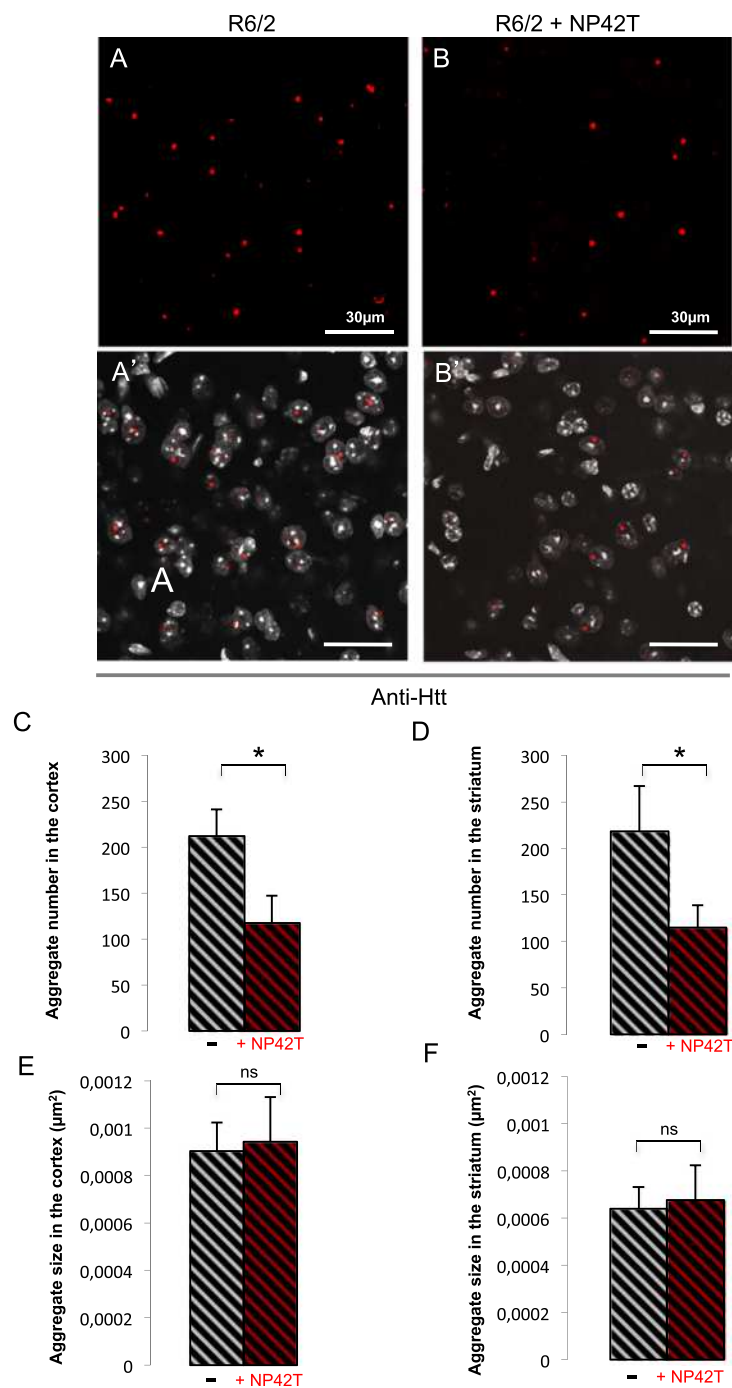 R6/2
R6/2 + NP42T
A
B
30µm
30µm
A'
B'
A
Anti-Htt
C
D
Aggregate number in the cortex
300
250
200
150
100
50
0
*
- + NP42T
Aggregate number in the striatum
300
250
200
150
100
50
0
*
- + NP42T
E
F
Aggregate size in the cortex (µm²)
0,0012
0,001
0,0008
0,0006
0,0004
0,0002
0
ns
- + NP42T
Aggregate size in the striatum (µm²)
0,0012
0,001
0,0008
0,0006
0,0004
0,0002
0
ns
- + NP42T